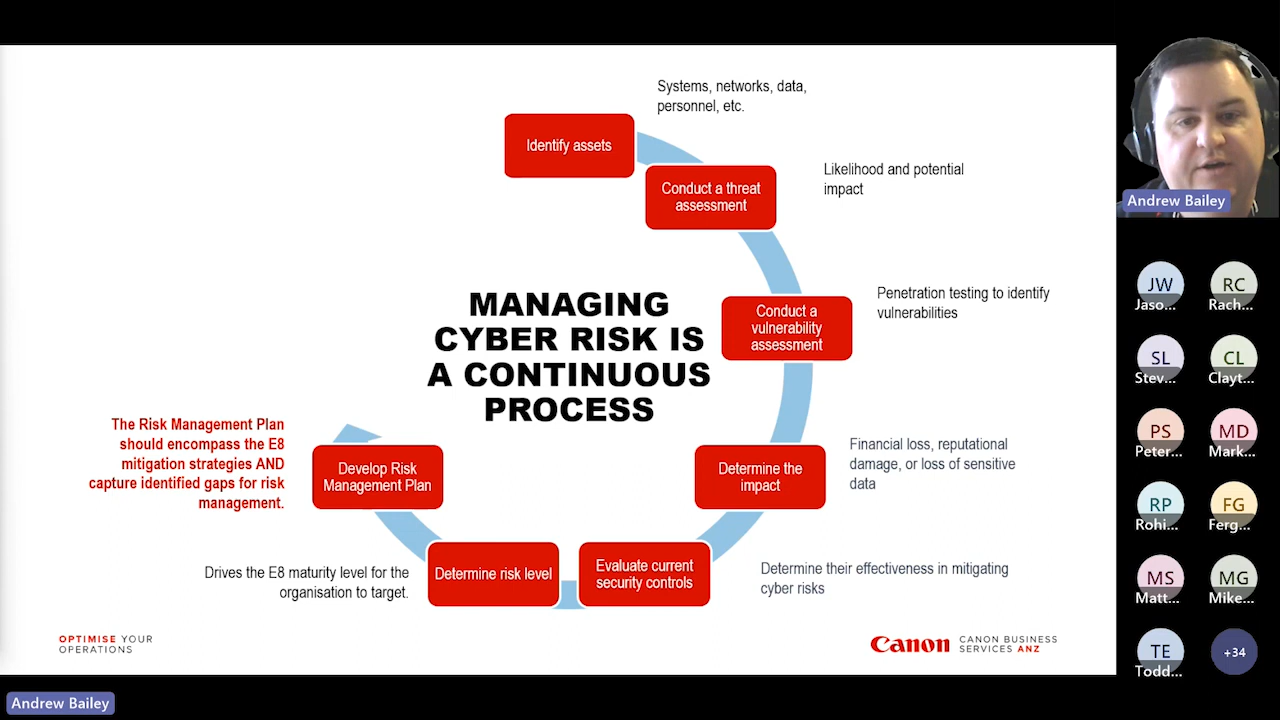 Systems, networks, data,
personnel, etc.
Identify assets
Likelihood and potential
impact
Conduct a threat
assessment
Andrew Bailey
MANAGING
CYBER RISK IS
A CONTINUOUS
PROCESS
Conduct a
vulnerability
assessment
Penetration testing to identify
vulnerabilities
The Risk Management Plan
should encompass the E8
mitigation strategies AND
capture identified gaps for risk
management.
Develop Risk
Management Plan
Determine the
impact
Financial loss, reputational
damage, or loss of sensitive
data
Drives the E8 maturity level for the
organisation to target.
Determine risk level
Evaluate current
security controls
Determine their effectiveness in mitigating
cyber risks
OPTIMISE YOUR
OPERATIONS
Canon
CANON BUSINESS
SERVICES ANZ
JW
Jaso...
RC
Rach...
SL
Stev...
CL
Clayt...
PS
Peter...
MD
Mark...
RP
Rohi...
FG
Ferg...
MS
Matt...
MG
Mike...
TE
Todd...
+34
Andrew Bailey